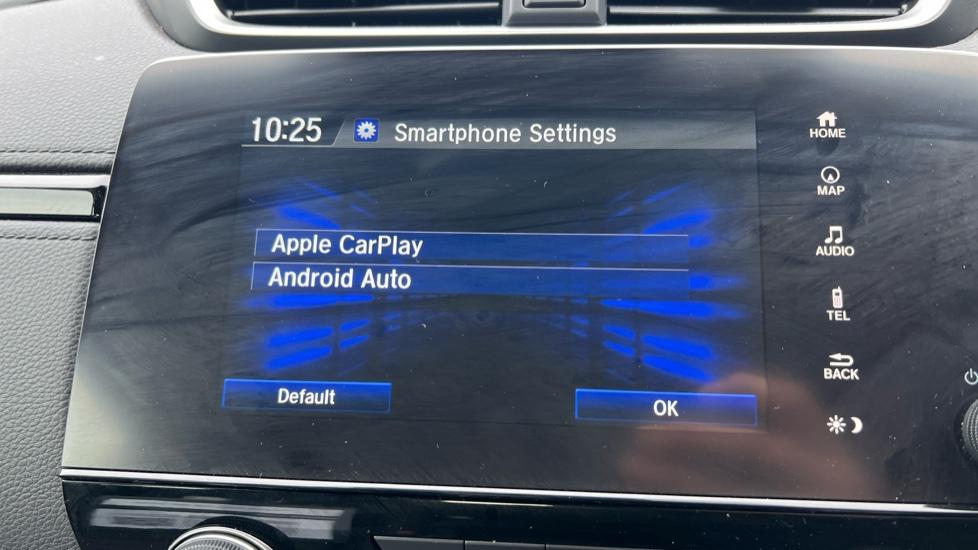 10:25 Smartphone Settings
Apple CarPlay
Android Auto
Default OK
HOME
MAP
AUDIO
TEL
BACK